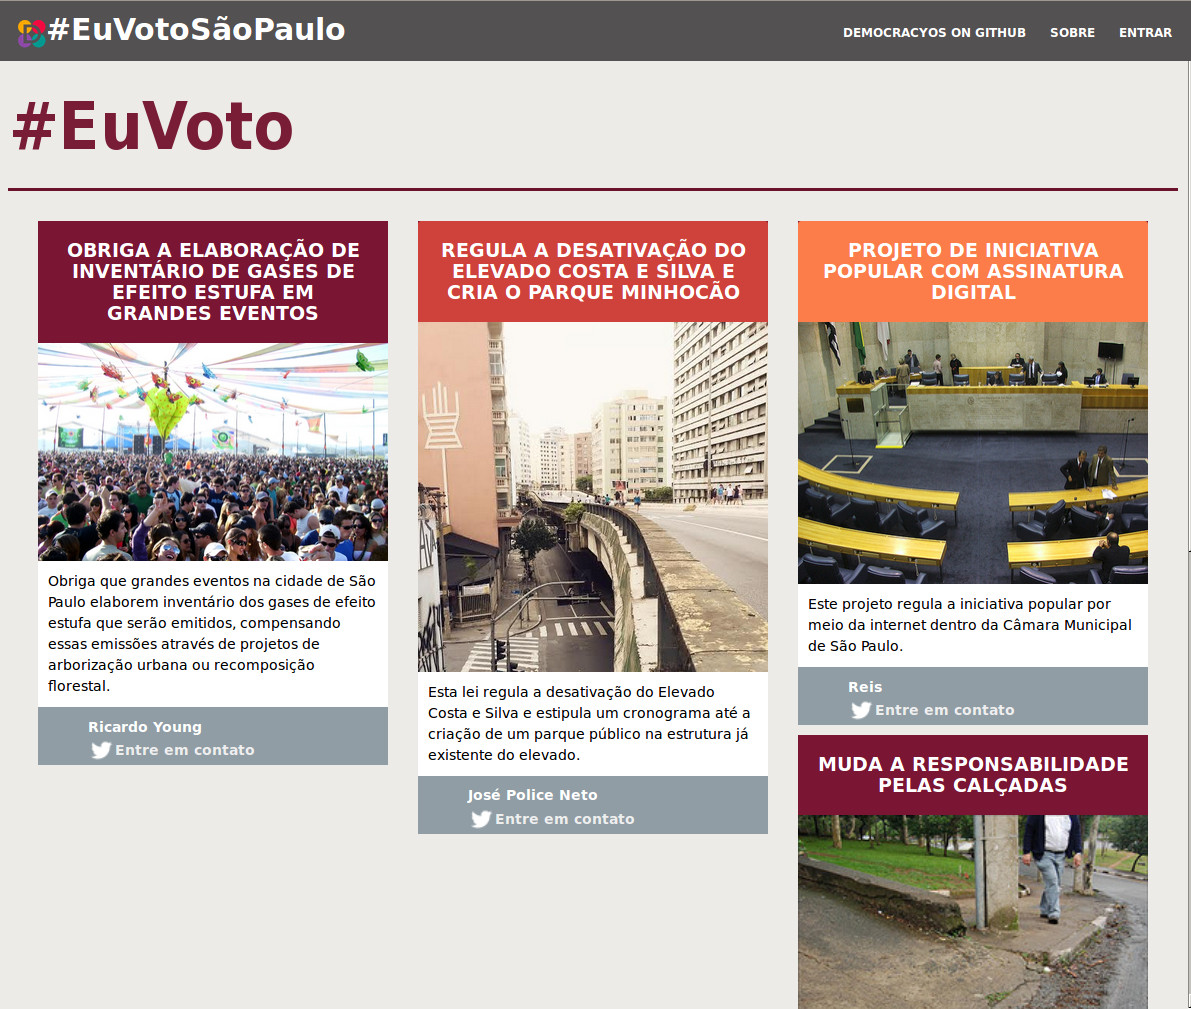 #EuVotoSãoPaulo
DEMOCRACYOS ON GITHUB SOBRE ENTRAR
#EuVoto
OBRIGA A ELABORAÇÃO DE
INVENTÁRIO DE GASES DE
EFEITO ESTUFA EM
GRANDES EVENTOS
Obriga que grandes eventos na cidade de São
Paulo elaborem inventário dos gases de efeito
estufa que serão emitidos, compensando
essas emissões através de projetos de
arborização urbana ou recomposição
florestal.
Ricardo Young
Entre em contato
REGULA A DESATIVAÇÃO DO
ELEVADO COSTA E SILVA E
CRIA O PARQUE MINHOCÃO
Esta lei regula a desativação do Elevado
Costa e Silva e estipula um cronograma até a
criação de um parque público na estrutura já
existente do elevado.
José Police Neto
Entre em contato
PROJETO DE INICIATIVA
POPULAR COM ASSINATURA
DIGITAL
Este projeto regula a iniciativa popular por
meio da internet dentro da Câmara Municipal
de São Paulo.
Reis
Entre em contato
MUDA A RESPONSABILIDADE
PELAS CALÇADAS